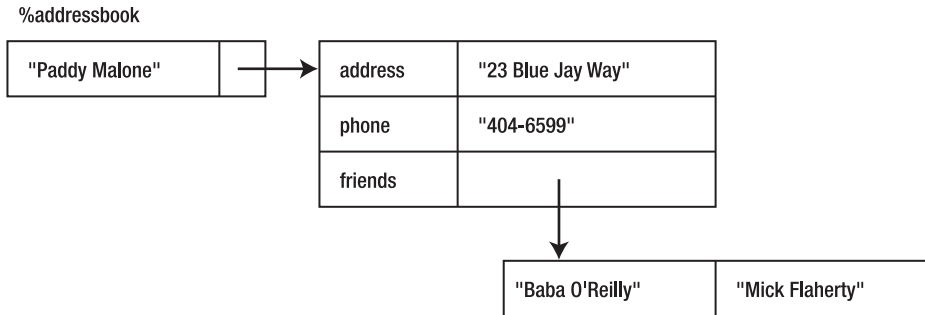 %addressbook
"Paddy Malone"
address "23 Blue Jay Way"
phone "404-6599"
friends
"Baba O'Reilly" "Mick Flaherty"